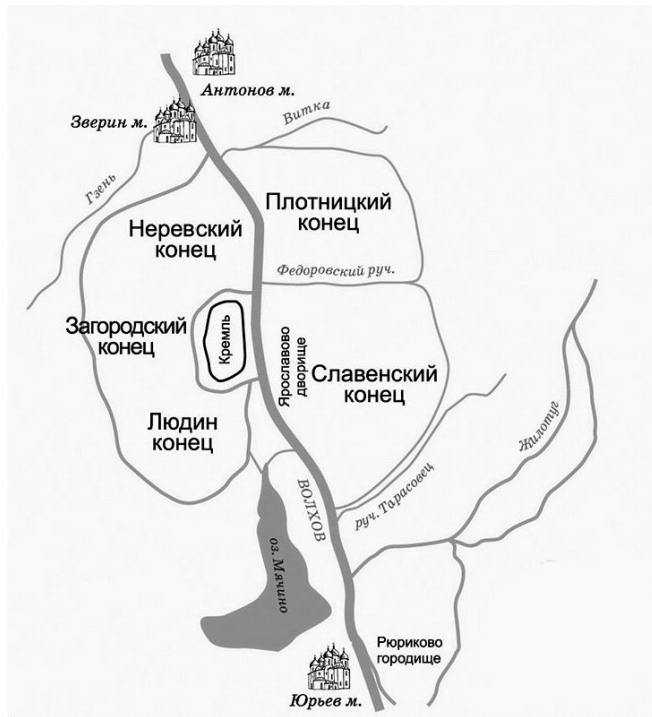 Антонов м.
Зверин м.
Витка
Гзень
Плотницкий
конец
Неревский
конец
Федоровский руч.
Загородский
конец
Кремль
Ярославово
дворище
Славенский
конец
Людин
конец
Жилотуг
руч. Тарасовец
ВОЛХОВ
оз. Мячино
Рюриково
городище
Юрьев м.